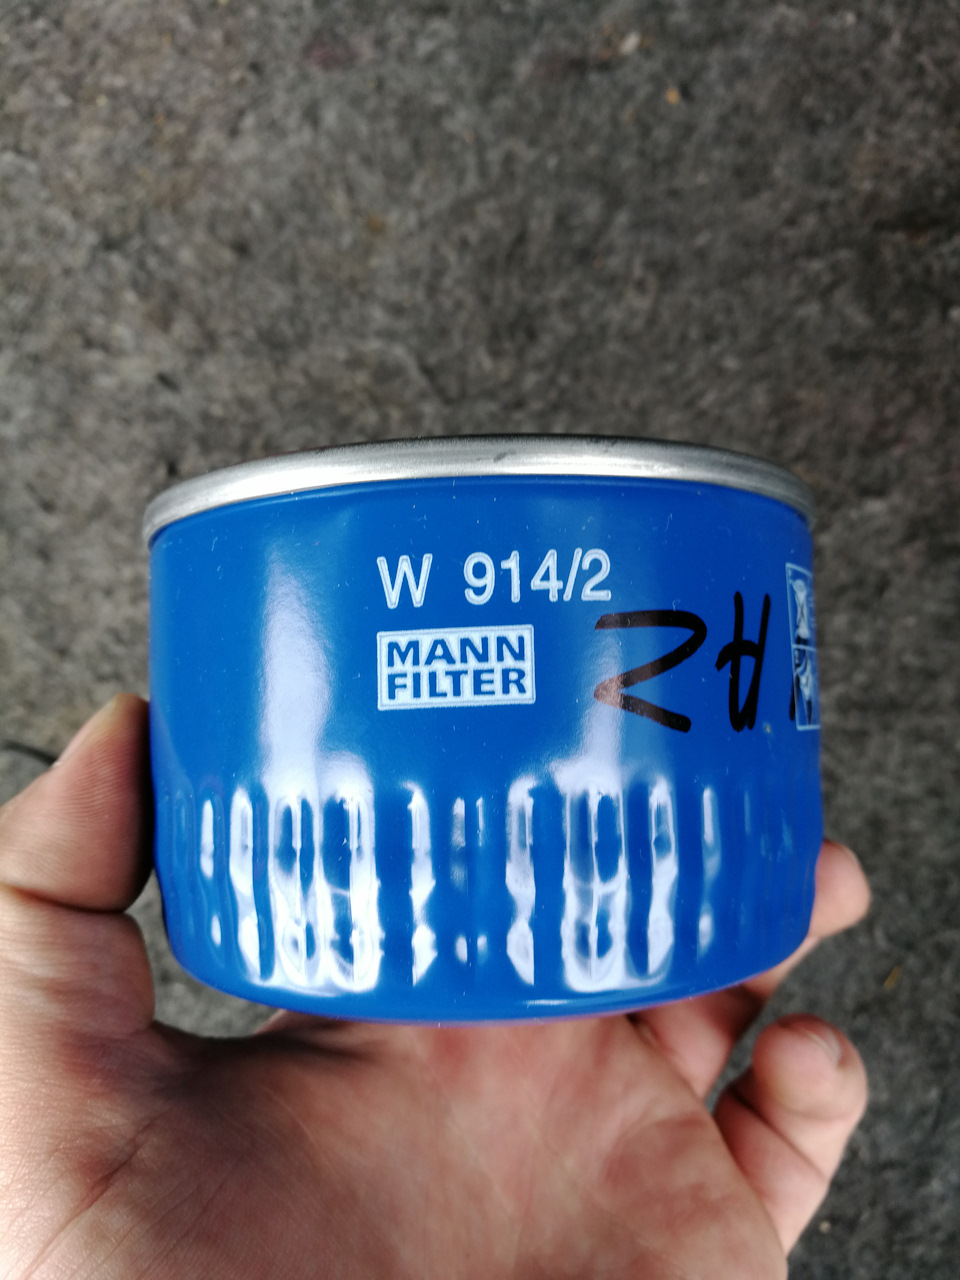 W 914/2
MANN
FILTER